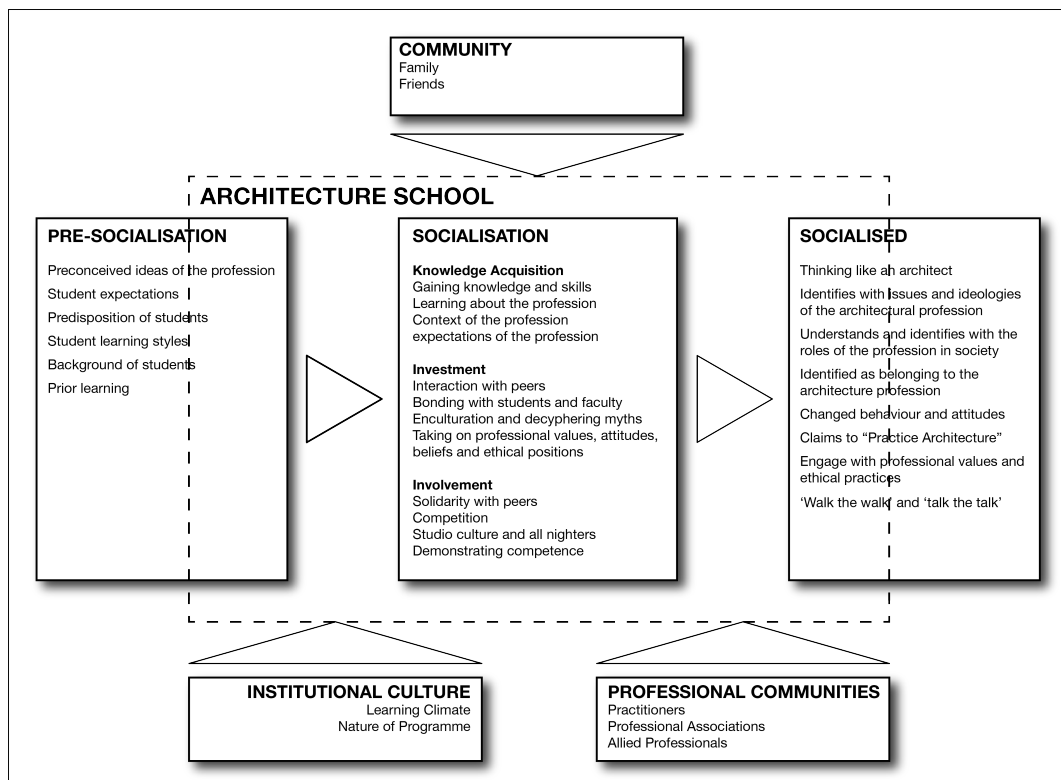 COMMUNITY
Family
Friends
ARCHITECTURE SCHOOL
PRE-SOCIALISATION
Preconceived ideas of the profession
Student expectations
Predisposition of students
Student learning styles
Background of students
Prior learning
SOCIALISATION
Knowledge Acquisition
Gaining knowledge and skills
Learning about the profession
Context of the profession
expectations of the profession
Investment
Interaction with peers
Bonding with students and faculty
Enculturation and decyphering myths
Taking on professional values, attitudes,
beliefs and ethical positions
Involvement
Solidarity with peers
Competition
Studio culture and all nighters
Demonstrating competence
SOCIALISED
Thinking like an architect
Identifies with issues and ideologies
of the architectural profession
Understands and identifies with the
roles of the profession in society
Identified as belonging to the
architecture profession
Changed behaviour and attitudes
Claims to “Practice Architecture”
Engage with professional values and
ethical practices
‘Walk the walk’ and ‘talk the talk’
INSTITUTIONAL CULTURE
Learning Climate
Nature of Programme
PROFESSIONAL COMMUNITIES
Practitioners
Professional Associations
Allied Professionals